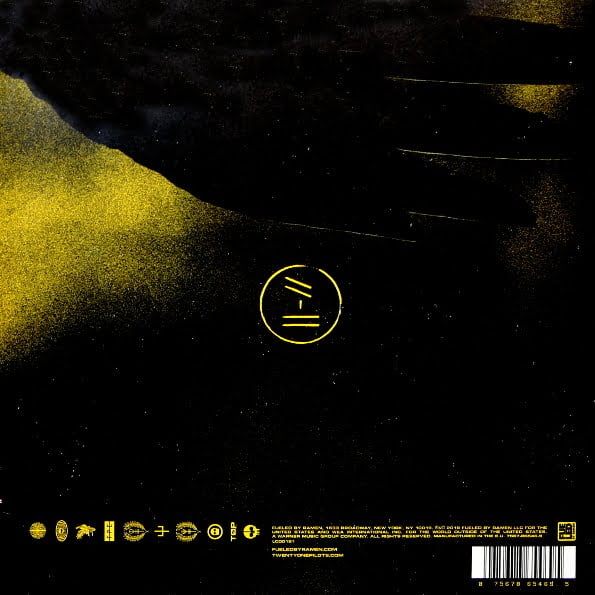 TØP
FUELED BY RAMEN, 1633 BROADWAY, NEW YORK, NY 10019. 2018 FUELED BY RAMEN LLC FOR THE
UNITED STATES AND WEA INTERNATIONAL INC. FOR THE WORLD OUTSIDE OF THE UNITED STATES.
A WARNER MUSIC GROUP COMPANY. ALL RIGHTS RESERVED. MANUFACTURED IN THE E.U.
FUELEDBYRAMEN.COM
TWENTYONEPILOTS.COM
0 75678 65465 5